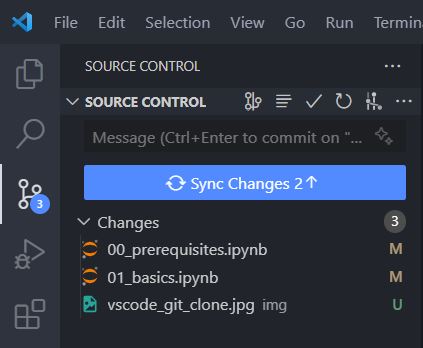 File Edit Selection View Go Run Termina
SOURCE CONTROL ...
SOURCE CONTROL ...
Message (Ctrl+Enter to commit on "...
Sync Changes 2↑
3
Changes 3
00_prerequisites.ipynb M
01_basics.ipynb M
vscode_git_clone.jpg img U